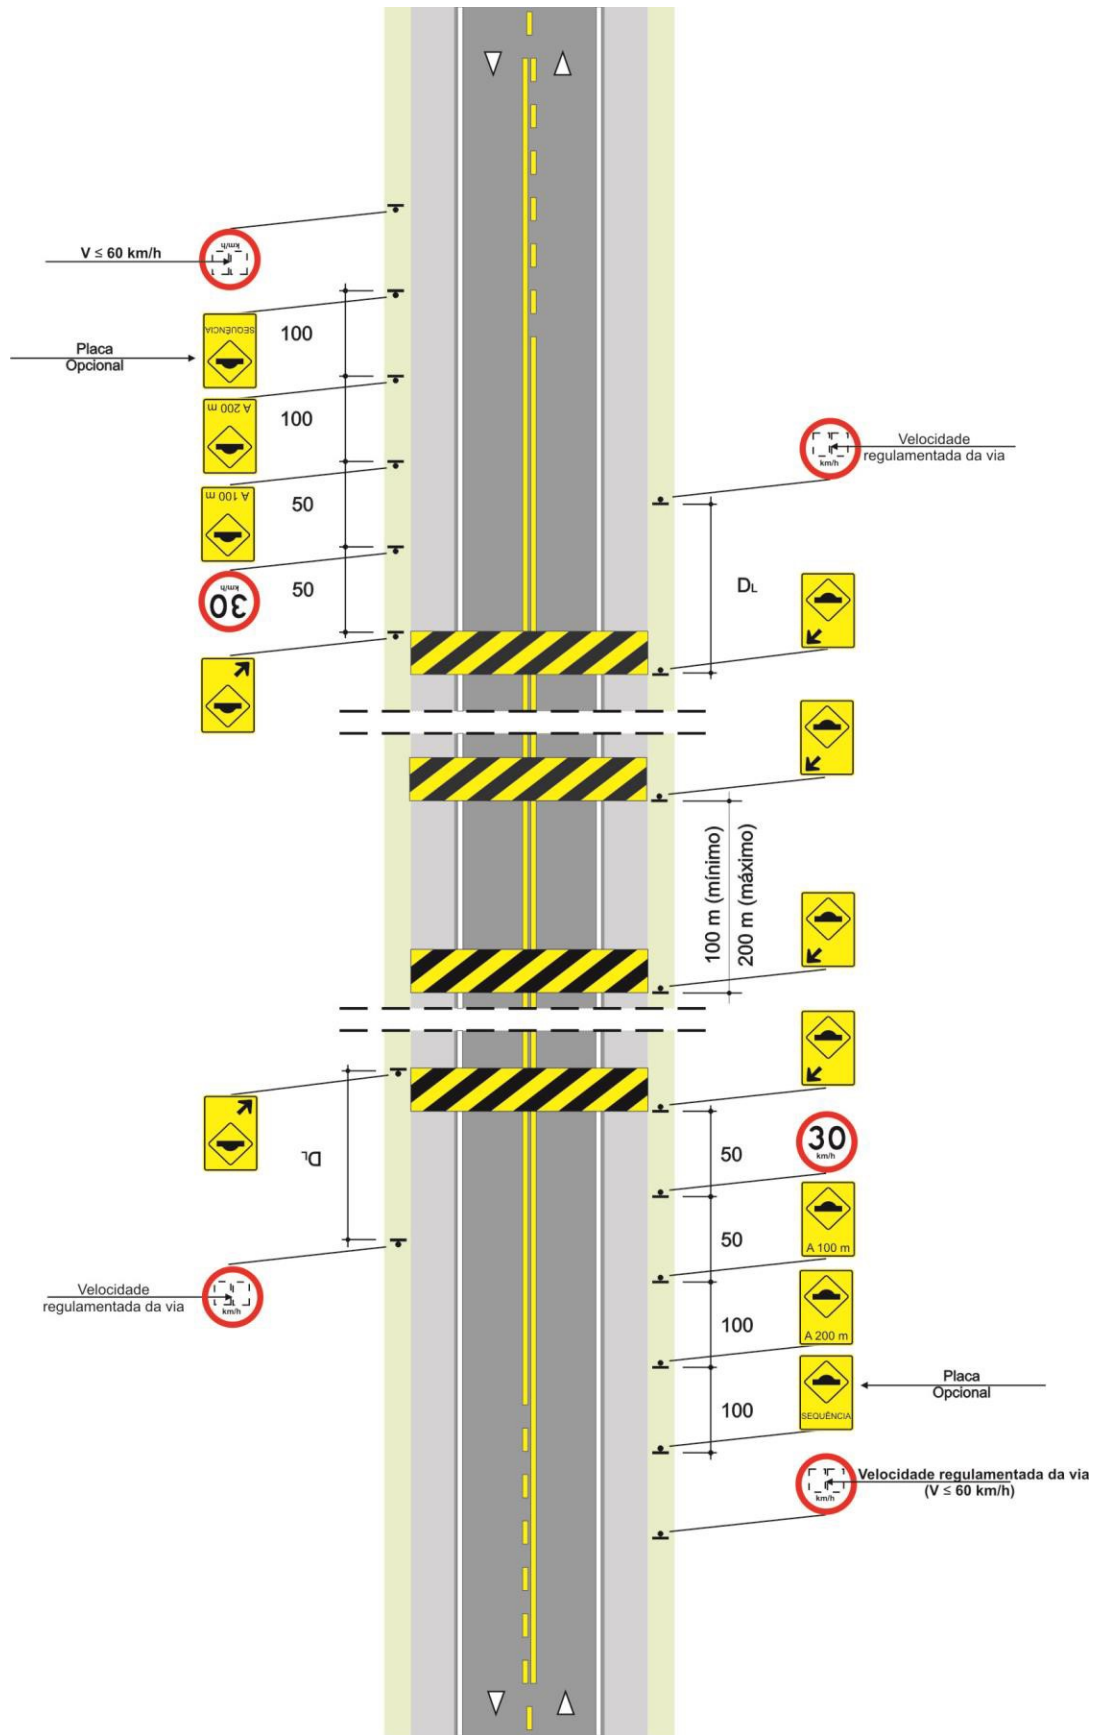 km/h
V ≤ 60 km/h
SEQUÊNCIA
100
Placa
Opcional
A 200 m
100
Velocidade
regulamentada da via
km/h
A 100 m
50
km/h
30
50
DL
100 m (mínimo)
200 m (máximo)
30
km/h
50
DL
A 100 m
50
Velocidade
regulamentada da via
km/h
A 200 m
100
Placa
Opcional
SEQUÊNCIA
100
Velocidade regulamentada da via
(V ≤ 60 km/h)
km/h